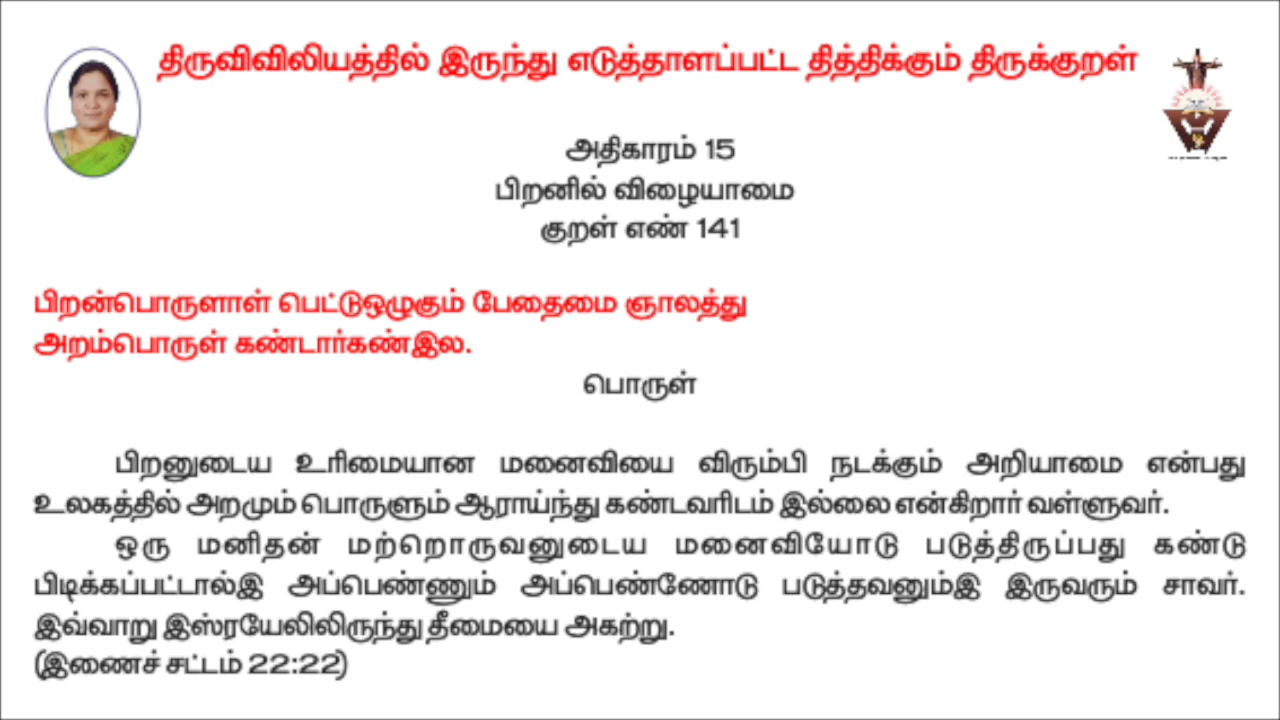 திருவிவிலியத்தில் இருந்து எடுத்தாளப்பட்ட தித்திக்கும் திருக்குறள்
அதிகாரம் 15
பிறனில் விழையாமை
குறள் எண் 141
பிறன்பொருளாள் பெட்டுஒழுகும் பேதைமை ஞாலத்து
அறம்பொருள் கண்டார்கண்இல.
பொருள்
பிறனுடைய உரிமையான மனைவியை விரும்பி நடக்கும் அறியாமை என்பது
உலகத்தில் அறமும் பொருளும் ஆராய்ந்து கண்டவரிடம் இல்லை என்கிறார் வள்ளுவர்.
ஒரு மனிதன் மற்றொருவனுடைய மனைவியோடு படுத்திருப்பது கண்டு
பிடிக்கப்பட்டால்இ அப்பெண்ணும் அப்பெண்ணோடு படுத்தவனும்இ இருவரும் சாவர்.
இவ்வாறு இஸ்ரயேலிலிருந்து தீமையை அகற்று.
(இணைச் சட்டம் 22:22)